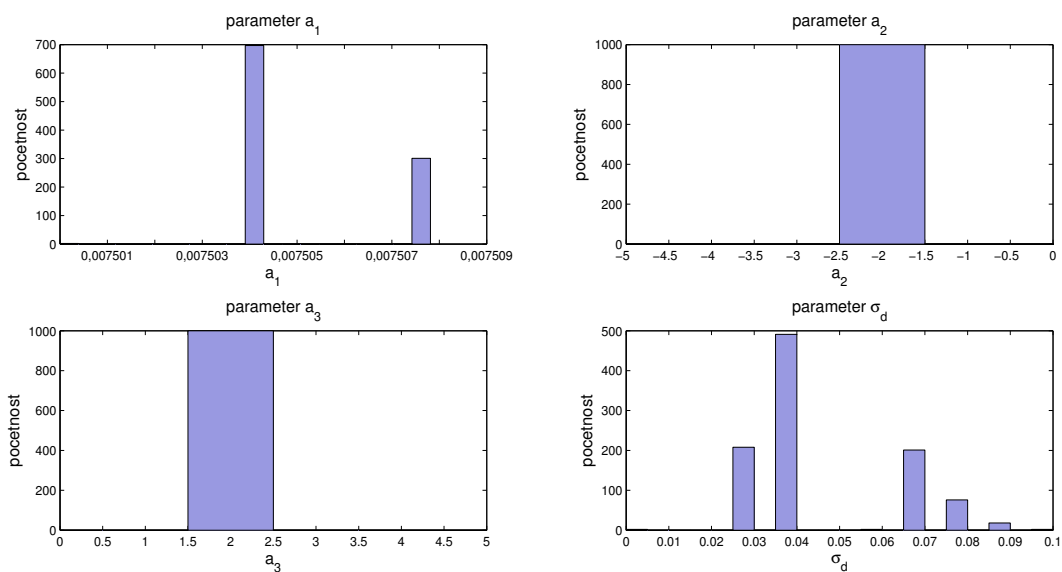 parameter a1
parameter a2
700
600
500
400
300
200
100
0
pocetnost
0,007501 0,007503 0,007505 0,007507 0,007509
a1
1000
800
600
400
200
0
pocetnost
−5 −4.5 −4 −3.5 −3 −2.5 −2 −1.5 −1 −0.5 0
a2
parameter a3
parameter σd
1000
800
600
400
200
0
pocetnost
0 0.5 1 1.5 2 2.5 3 3.5 4 4.5 5
a3
500
400
300
200
100
0
pocetnost
0 0.01 0.02 0.03 0.04 0.05 0.06 0.07 0.08 0.09 0.1
σd